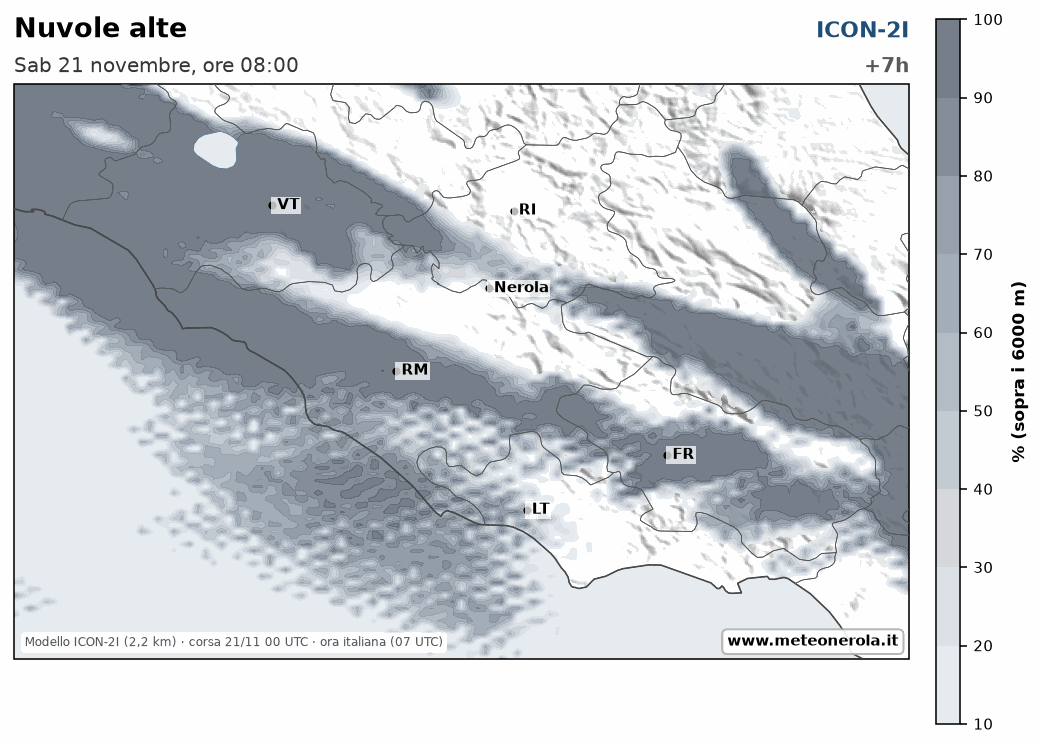 Nuvole alte
ICON-2I
Sab 21 novembre, ore 08:00
+7h
100
90
80
70
60
50
40
30
20
10
% (sopra i 6000 m)
VT
RI
Nerola
RM
FR
LT
Modello ICON-2I (2,2 km) · corsa 21/11 00 UTC · ora italiana (07 UTC)
www.meteonerola.it